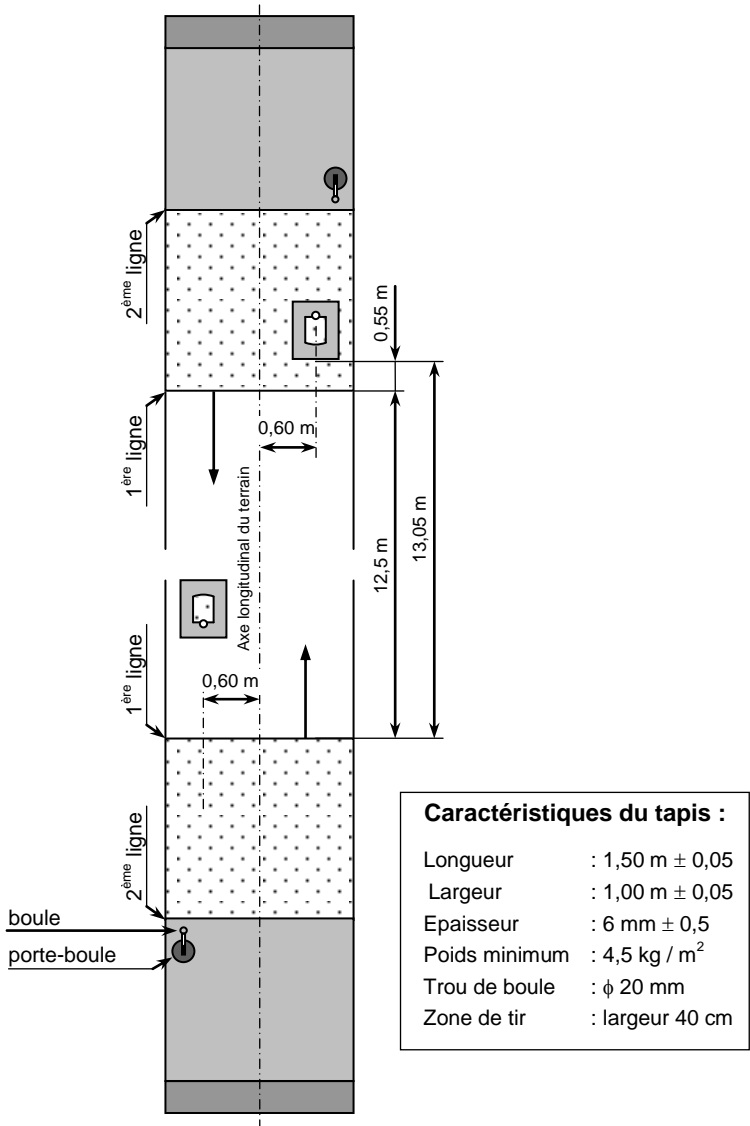 2ème ligne
0,55 m
1ère ligne
0,60 m
Axe longitudinal du terrain
12,5 m
13,05 m
1ère ligne
0,60 m
2ème ligne
boule
porte-boule
Caractéristiques du tapis :
Longueur : 1,50 m ± 0,05
Largeur : 1,00 m ± 0,05
Epaisseur : 6 mm ± 0,5
Poids minimum : 4,5 kg / m²
Trou de boule : ϕ 20 mm
Zone de tir : largeur 40 cm